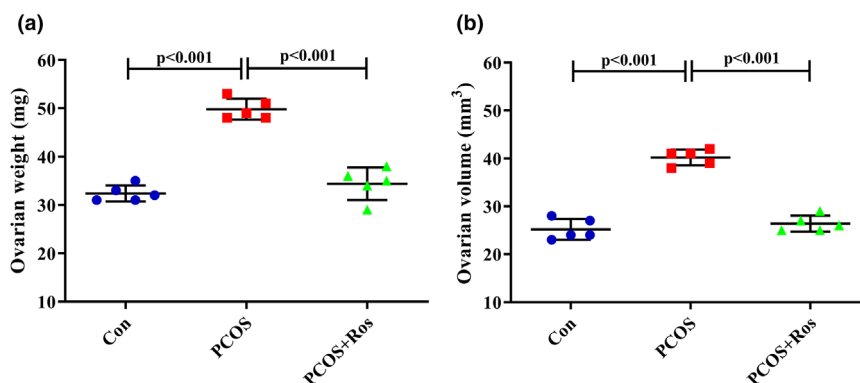 (a)
p<0.001 p<0.001
Ovarian weight (mg)
60
50
40
30
20
10
Con PCOS PCOS+Ros
(b)
p<0.001 p<0.001
Ovarian volume (mm³)
60
50
40
30
20
10
Con PCOS PCOS+Ros